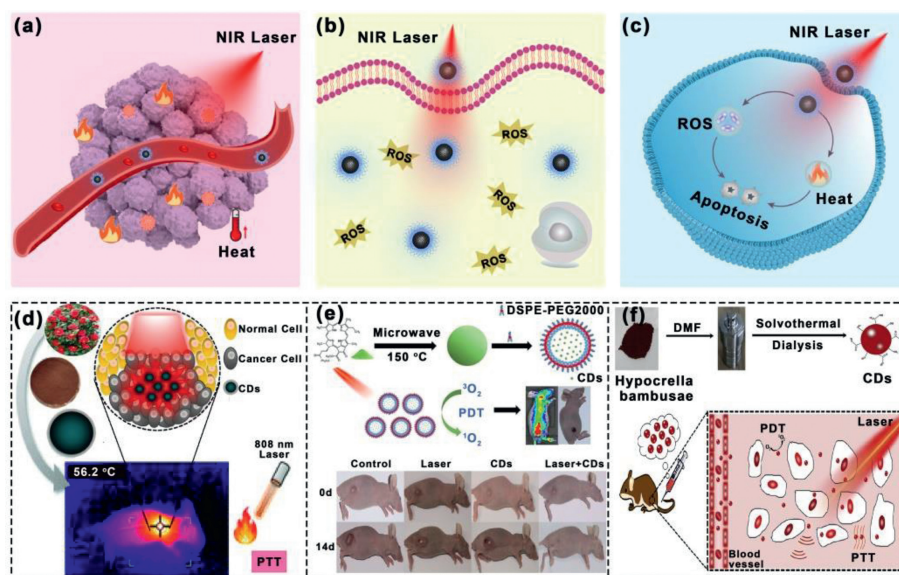 (a)
NIR Laser
Heat
(b)
NIR Laser
ROS
ROS
ROS
ROS
ROS
ROS
(c)
NIR Laser
ROS
Heat
Apoptosis
(d)
Normal Cell
Cancer Cell
CDs
808 nm
Laser
56.2 °C
PTT
(e)
DSPE-PEG2000
Microwave
150 °C
CDs
³O₂
PDT
¹O₂
Control
Laser
CDs
Laser+CDs
0d
14d
(f)
DMF
Solvothermal
Dialysis
Hypocrella
bambusae
CDs
Laser
PDT
Blood
vessel
PTT